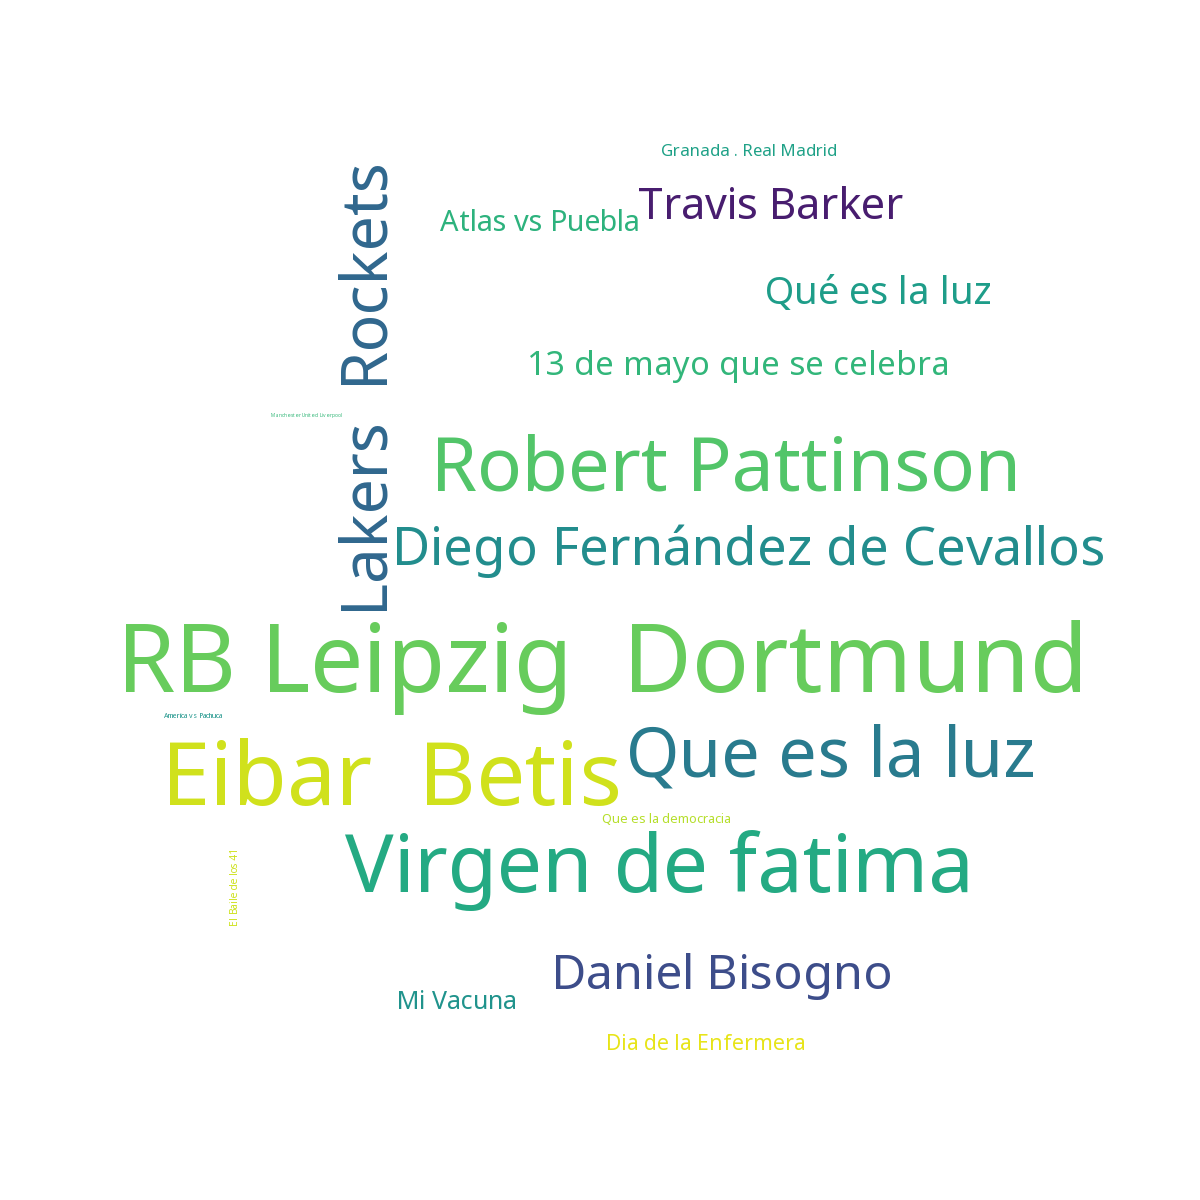 Granada . Real Madrid
Travis Barker
Atlas vs Puebla
Qué es la luz
13 de mayo que se celebra
Lakers Rockets
Manchester United Liverpool
Robert Pattinson
Diego Fernández de Cevallos
RB Leipzig Dortmund
America vs Pachuca
Que es la luz
Eibar Betis
Que es la democracia
Virgen de fatima
El Baile de los 41
Daniel Bisogno
Mi Vacuna
Dia de la Enfermera